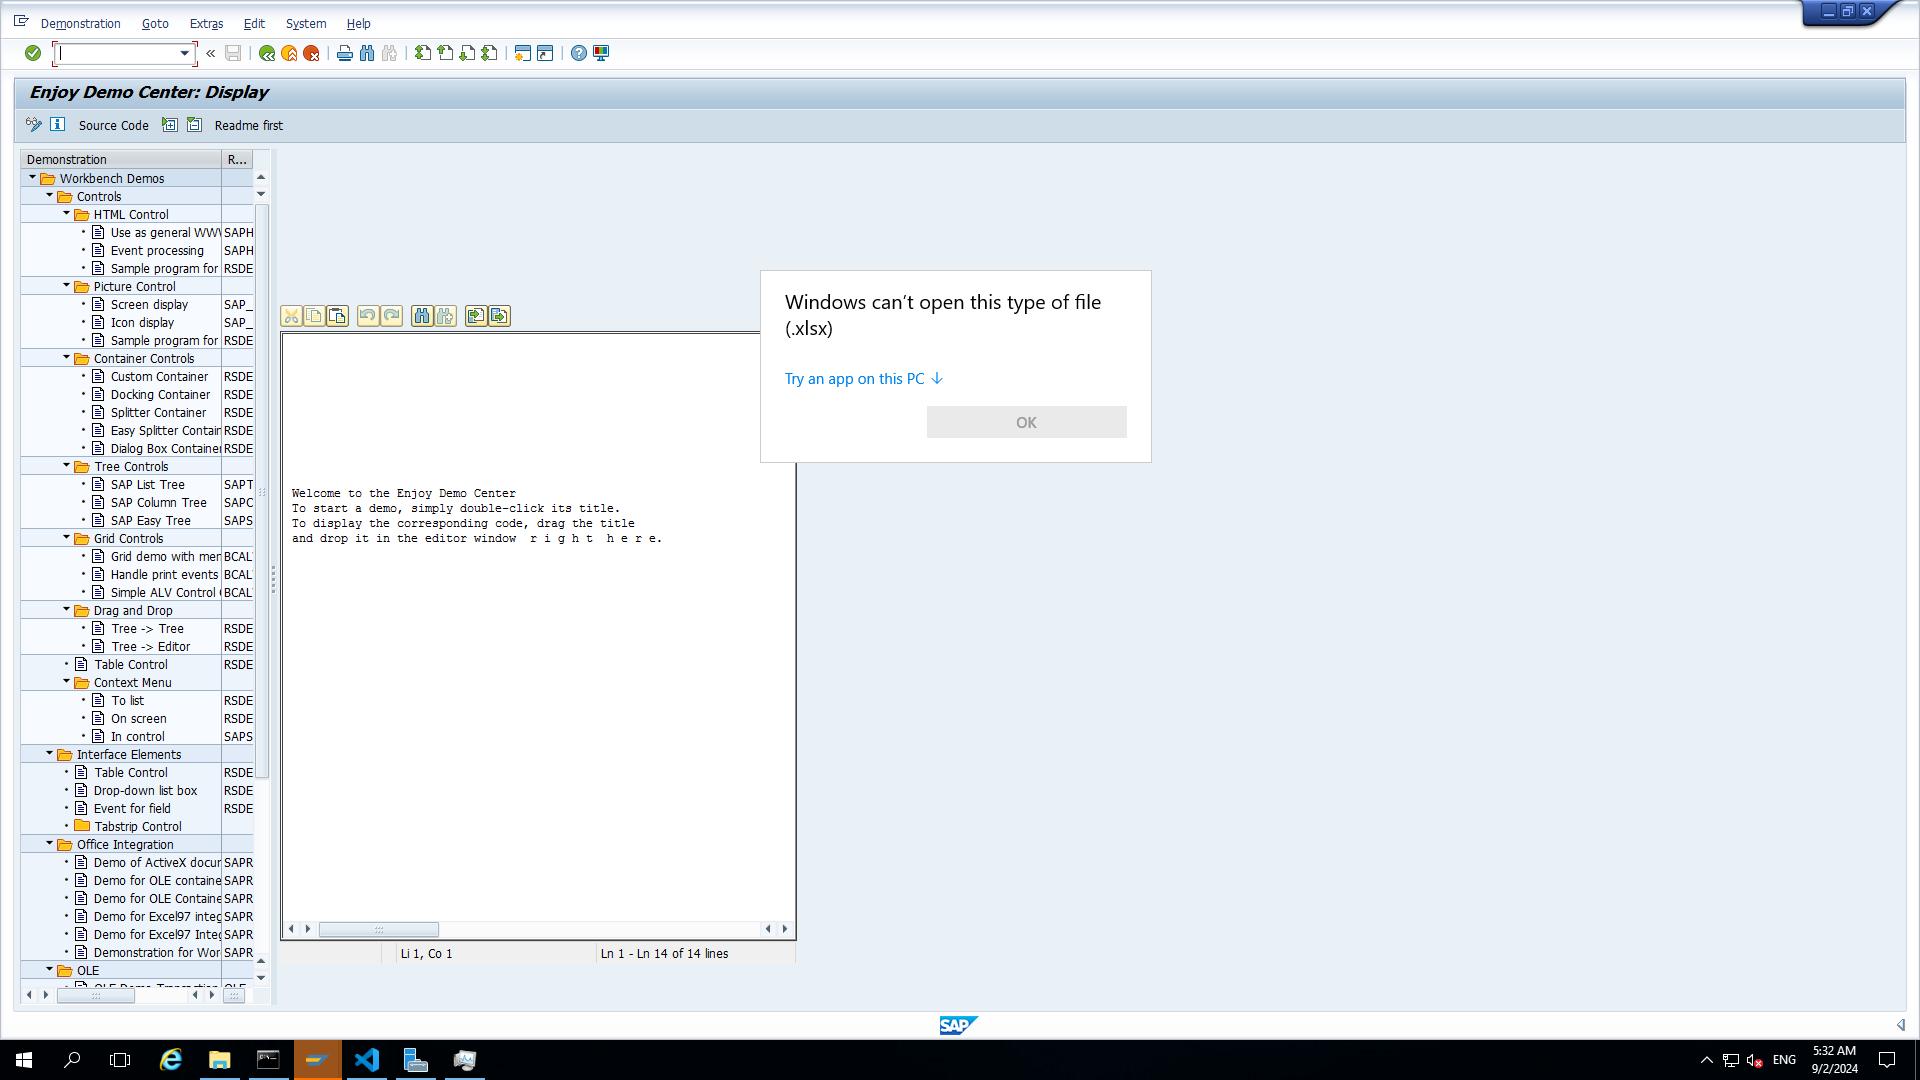 Demonstration Goto Extras Edit System Help
Enjoy Demo Center: Display
Source Code Readme first
Demonstration R...
Workbench Demos
Controls
HTML Control
Use as general WWW SAPH
Event processing SAPH
Sample program for RSDE
Picture Control
Screen display SAP_
Icon display SAP_
Sample program for RSDE
Container Controls
Custom Container RSDE
Docking Container RSDE
Splitter Container RSDE
Easy Splitter Contain RSDE
Dialog Box Container RSDE
Tree Controls
SAP List Tree SAPT
SAP Column Tree SAPC
SAP Easy Tree SAPS
Grid Controls
Grid demo with men BCAL
Handle print events BCAL
Simple ALV Control BCAL
Drag and Drop
Tree -> Tree RSDE
Tree -> Editor RSDE
Table Control RSDE
Context Menu
To list RSDE
On screen RSDE
In control SAPS
Interface Elements
Table Control RSDE
Drop-down list box RSDE
Event for field RSDE
Tabstrip Control
Office Integration
Demo of ActiveX docur SAPR
Demo for OLE containe SAPR
Demo for OLE Containe SAPR
Demo for Excel97 integ SAPR
Demo for Excel97 Integ SAPR
Demonstration for Wor SAPR
OLE
Welcome to the Enjoy Demo Center
To start a demo, simply double-click its title.
To display the corresponding code, drag the title
and drop it in the editor window r i g h t h e r e.
Li 1, Co 1 Ln 1 - Ln 14 of 14 lines
Windows can't open this type of file
(.xlsx)
Try an app on this PC
OK
SAP
ENG
5:32 AM
9/2/2024